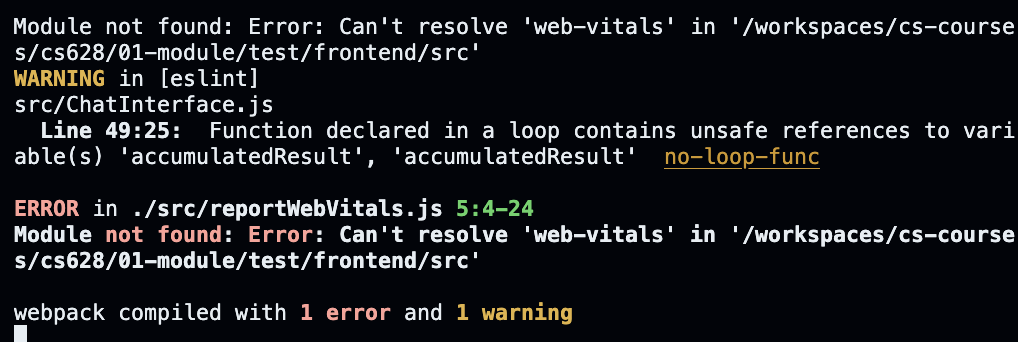 Module not found: Error: Can't resolve 'web-vitals' in '/workspaces/cs-course
s/cs628/01-module/test/frontend/src'
WARNING in [eslint]
src/ChatInterface.js
  Line 49:25:  Function declared in a loop contains unsafe references to vari
able(s) 'accumulatedResult', 'accumulatedResult'  no-loop-func

ERROR in ./src/reportWebVitals.js 5:4-24
Module not found: Error: Can't resolve 'web-vitals' in '/workspaces/cs-course
s/cs628/01-module/test/frontend/src'

webpack compiled with 1 error and 1 warning